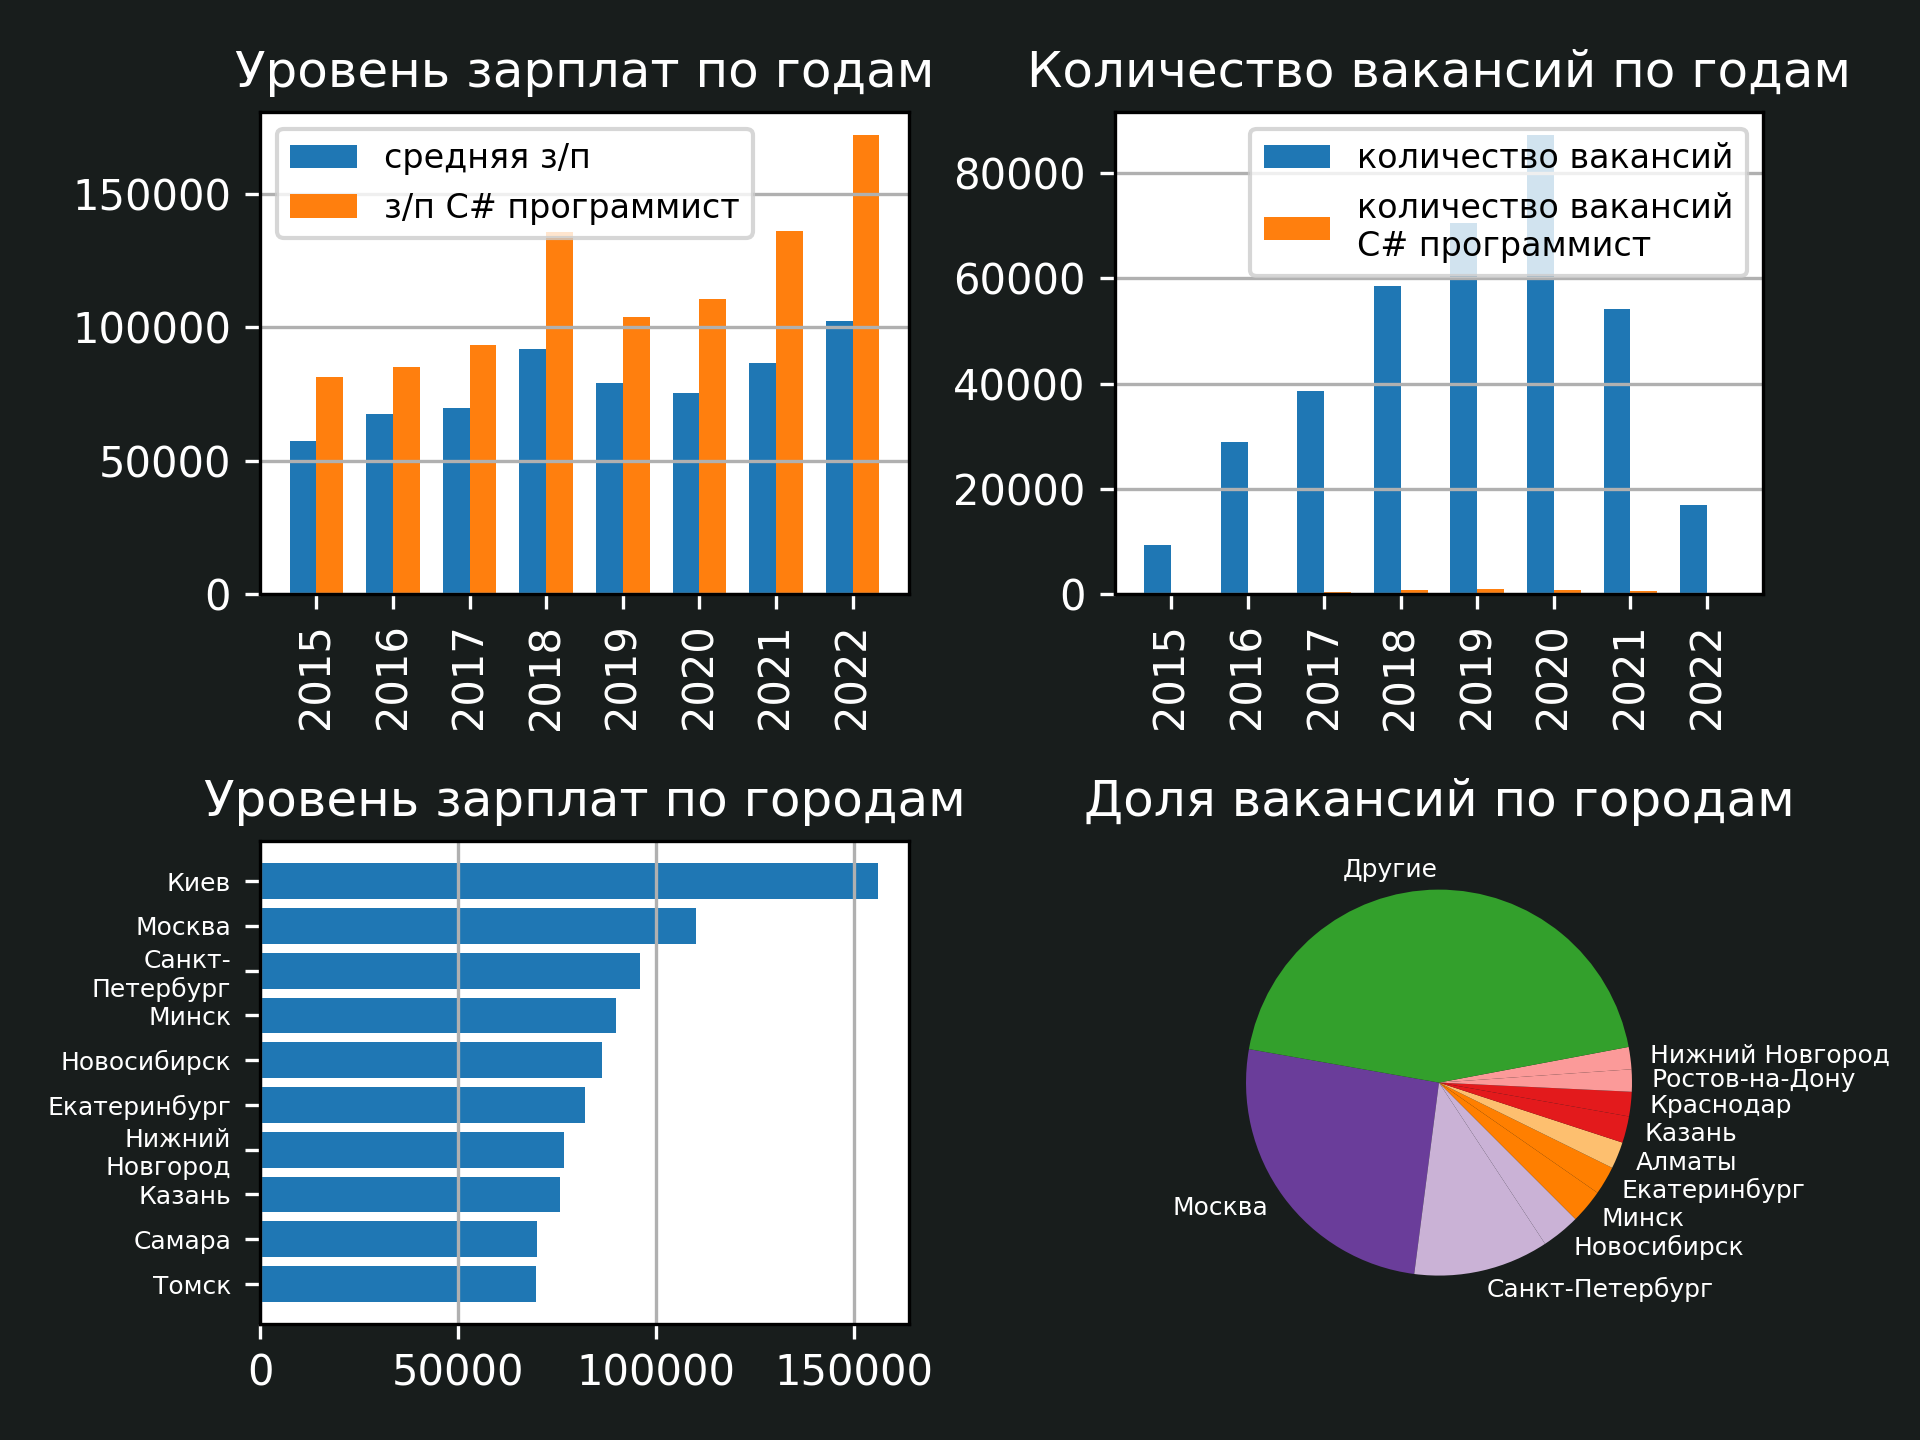 Уровень зарплат по годам
средняя з/п
з/п C# программист
150000
100000
50000
0
2015
2016
2017
2018
2019
2020
2021
2022
Количество вакансий по годам
количество вакансий
количество вакансий
C# программист
80000
60000
40000
20000
0
2015
2016
2017
2018
2019
2020
2021
2022
Уровень зарплат по городам
Киев
Москва
Санкт-
Петербург
Минск
Новосибирск
Екатеринбург
Нижний
Новгород
Казань
Самара
Томск
0
50000
100000
150000
Доля вакансий по городам
Другие
Нижний Новгород
Ростов-на-Дону
Краснодар
Казань
Алматы
Екатеринбург
Минск
Новосибирск
Санкт-Петербург
Москва